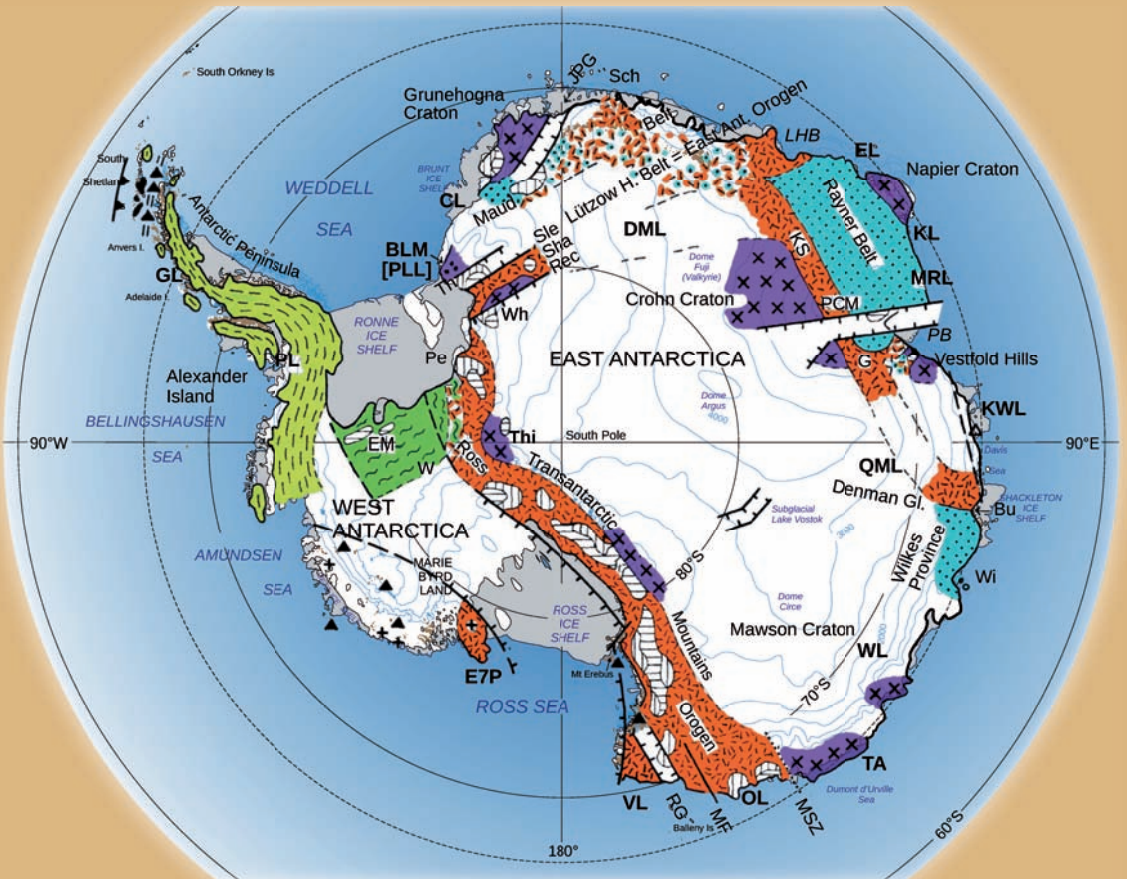 South Orkney Is
JPG
Sch
Grunehogna
Craton
Belt
East Ant. Orogen
LHB
EL
Napier Craton
South
Shetland
BRUNT
ICE
SHELF
WEDDELL
SEA
CL
Maud
Lützow H. Belt =
Rayner Belt
Antarctic Peninsula
Anvers I.
GL
Adelaide I.
BLM
[PLL]
Th
Sle
Sha
Rec
DML
KS
KL
Dome
Fuji
(Valkyrie)
MRL
Crohn Craton
PCM
Wh
RONNE
ICE
SHELF
PB
Pe
EAST ANTARCTICA
G
Vestfold Hills
PL
Alexander
Island
Dome
Argus
4000
KWL
BELLINGSHAUSEN
SEA
90°W
EM
Thi
South Pole
90°E
Davis
Sea
W
Ross
Transantarctic
QML
Denman Gl.
SHACKLETON
ICE
SHELF
Bu
WEST
ANTARCTICA
Subglacial
Lake Vostok
3000
AMUNDSEN
SEA
MARIE
BYRD
LAND
80°S
Wilkes
Province
Wi
ROSS
ICE
SHELF
Dome
Circe
Mountains
Mawson Craton
WL
E7P
Mt Erebus
70°S
ROSS SEA
Orogen
TA
Dumont d'Urville
Sea
VL
RG
MF
OL
MSZ
Balleny Is
60°S
180°